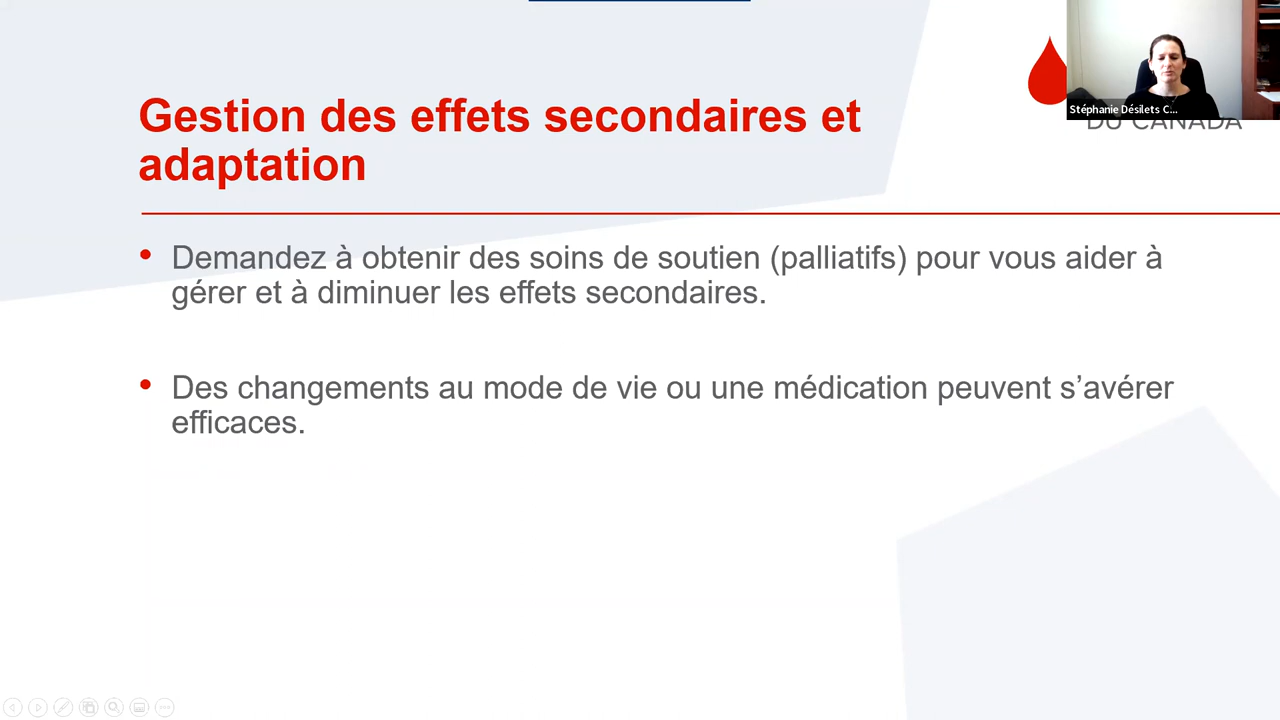 Gestion des effets secondaires et
adaptation
Stéphanie Désilets C...
DU CANADA
• Demandez à obtenir des soins de soutien (palliatifs) pour vous aider à
gérer et à diminuer les effets secondaires.
• Des changements au mode de vie ou une médication peuvent s’avérer
efficaces.